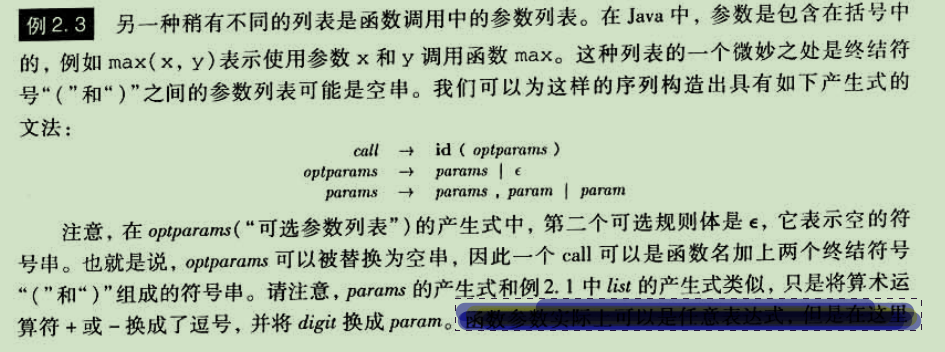 例2.3 另一种稍有不同的列表是函数调用中的参数列表。在 Java 中，参数是包含在括号中
的，例如 max(x, y)表示使用参数 x 和 y 调用函数 max。这种列表的一个微妙之处是终结符
号“(”和“)”之间的参数列表可能是空串。我们可以为这样的序列构造出具有如下产生式的
文法：
call → id ( optparams )
optparams → params | ϵ
params → params , param | param
注意，在 optparams(“可选参数列表”)的产生式中，第二个可选规则体是 ϵ，它表示空的符
号串。也就是说，optparams 可以被替换为空串，因此一个 call 可以是函数名加上两个终结符号
“(”和“)”组成的符号串。请注意，params 的产生式和例2.1 中 list 的产生式类似，只是将算术运
算符 + 或 - 换成了逗号，并将 digit 换成 param。函数参数实际上可以是任意表达式，但是在这里